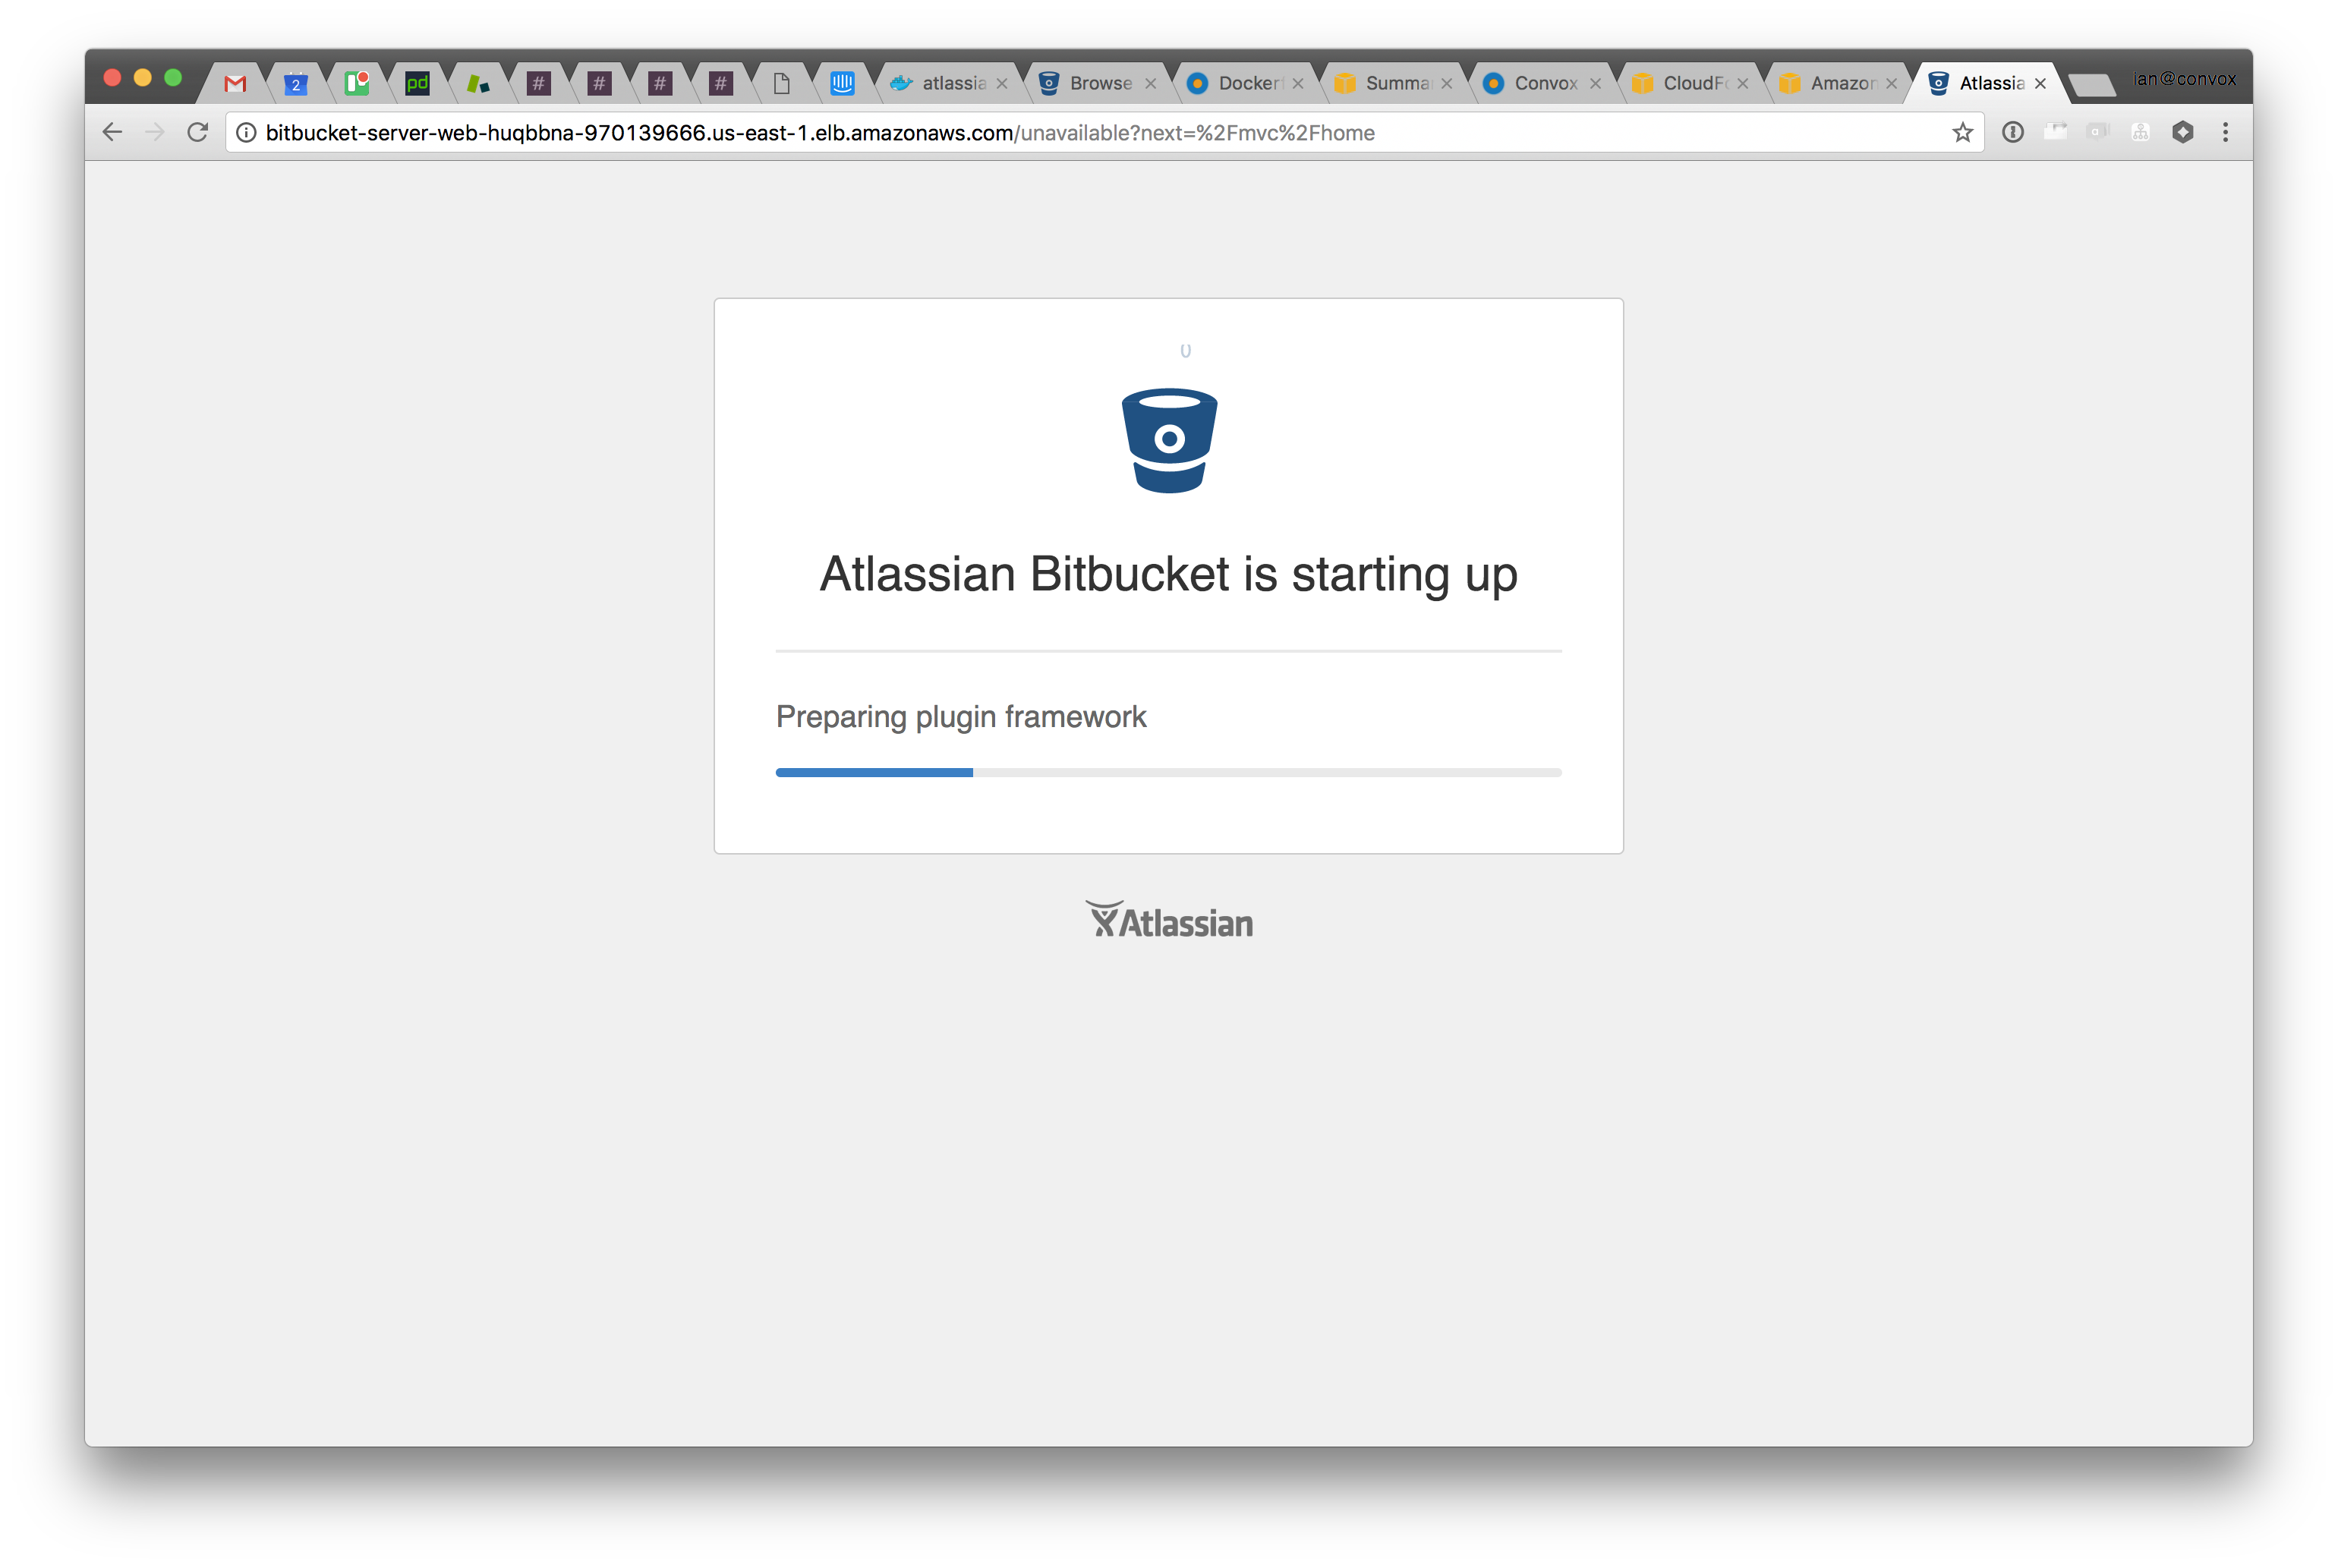 2
pd
#
#
#
#
atlassia
Browse
Docker
Summa
Convox
CloudFo
Amazon
Atlassia
ian@convox
bitbucket-server-web-huqbbna-970139666.us-east-1.elb.amazonaws.com/unavailable?next=%2Fmvc%2Fhome
a
Atlassian Bitbucket is starting up
Preparing plugin framework
Atlassian